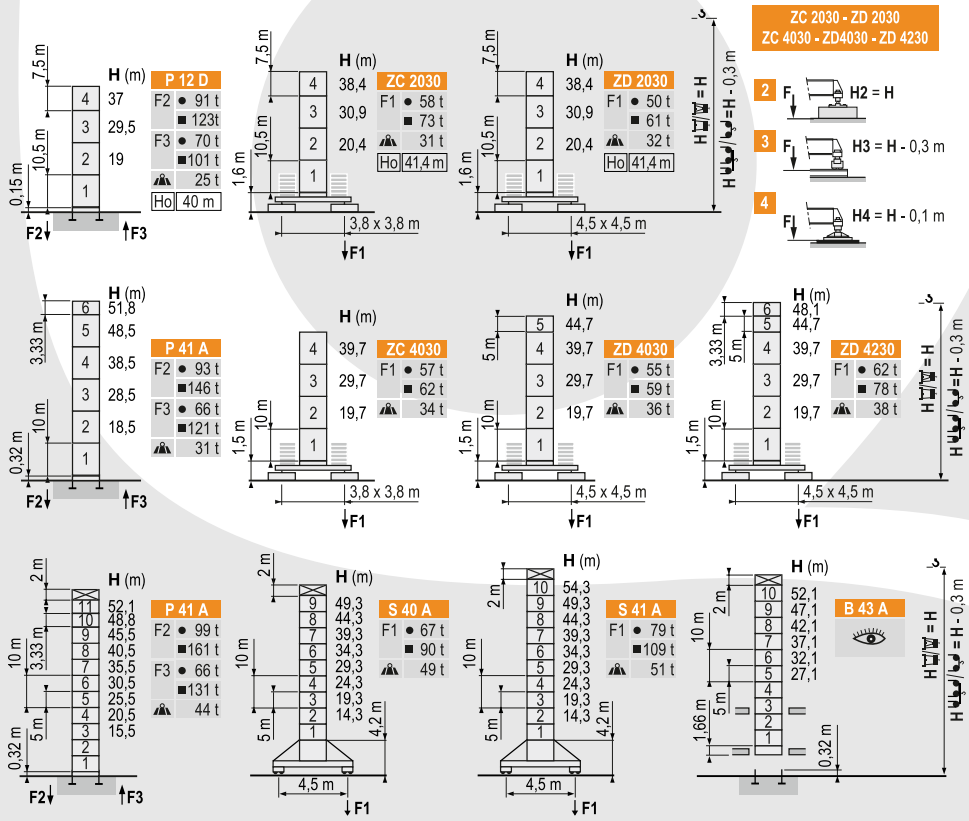 H (m)
7,5 m
10,5 m
0,15 m
4 37
3 29,5
2 19
1
F2 F3
P 12 D
F2 ● 91 t
■ 123t
F3 ● 70 t
■ 101 t
25 t
Ho 40 m
H (m)
7,5 m
10,5 m
1,6 m
4 38,4
3 30,9
2 20,4
1
3,8 x 3,8 m
F1
ZC 2030
F1 ● 58 t
■ 73 t
31 t
Ho 41,4 m
H (m)
7,5 m
10,5 m
1,6 m
4 38,4
3 30,9
2 20,4
1
4,5 x 4,5 m
F1
ZD 2030
F1 ● 50 t
■ 61 t
32 t
Ho 41,4 m
H / = H
H / = H - 0,3 m
ZC 2030 - ZD 2030
ZC 4030 - ZD4030 - ZD 4230
2 F H2 = H
3 F H3 = H - 0,3 m
4 F H4 = H - 0,1 m
H (m)
3,33 m
10 m
0,32 m
6 51,8
5 48,5
4 38,5
3 28,5
2 18,5
1
F2 F3
P 41 A
F2 ● 93 t
■ 146 t
F3 ● 66 t
■ 121 t
31 t
H (m)
10 m
1,5 m
4 39,7
3 29,7
2 19,7
1
3,8 x 3,8 m
F1
ZC 4030
F1 ● 57 t
■ 62 t
34 t
H (m)
5 m
10 m
1,5 m
5 44,7
4 39,7
3 29,7
2 19,7
1
4,5 x 4,5 m
F1
ZD 4030
F1 ● 55 t
■ 59 t
36 t
H (m)
3,33 m
5 m
10 m
1,5 m
6 48,1
5 44,7
4 39,7
3 29,7
2 19,7
1
4,5 x 4,5 m
F1
ZD 4230
F1 ● 62 t
■ 78 t
38 t
H / = H
H / = H - 0,3 m
H (m)
2 m
3,33 m
10 m
5 m
0,32 m
11 52,1
10 48,8
9 45,5
8 40,5
7 35,5
6 30,5
5 25,5
4 20,5
3 15,5
2
1
F2 F3
P 41 A
F2 ● 99 t
■ 161 t
F3 ● 66 t
■ 131 t
44 t
H (m)
2 m
10 m
5 m
9 49,3
8 44,3
7 39,3
6 34,3
5 29,3
4 24,3
3 19,3
2 14,3
1
4,2 m
4,5 m
F1
S 40 A
F1 ● 67 t
■ 90 t
49 t
H (m)
2 m
10 m
5 m
10 54,3
9 49,3
8 44,3
7 39,3
6 34,3
5 29,3
4 24,3
3 19,3
2 14,3
1
4,2 m
4,5 m
F1
S 41 A
F1 ● 79 t
■ 109 t
51 t
H (m)
2 m
10 m
5 m
1,66 m
0,32 m
10 52,1
9 47,1
8 42,1
7 37,1
6 32,1
5 27,1
4
3
2
1
B 43 A
H / = H
H / = H - 0,3 m